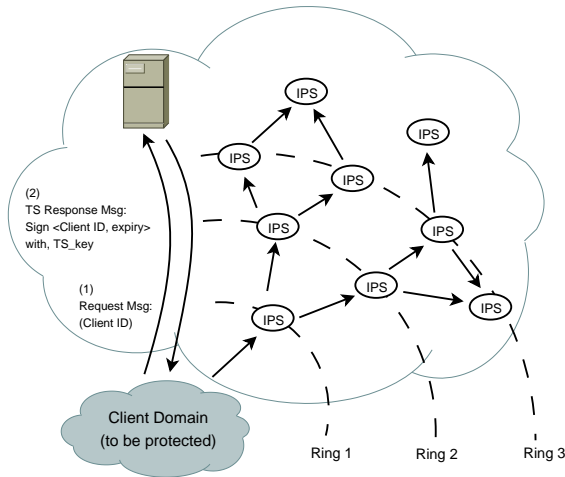 IPS
IPS
IPS
IPS
(2)
TS Response Msg:
Sign <Client ID, expiry>
with, TS_key
IPS
IPS
(1)
Request Msg:
(Client ID)
IPS
IPS
IPS
Client Domain
(to be protected)
Ring 1
Ring 2
Ring 3